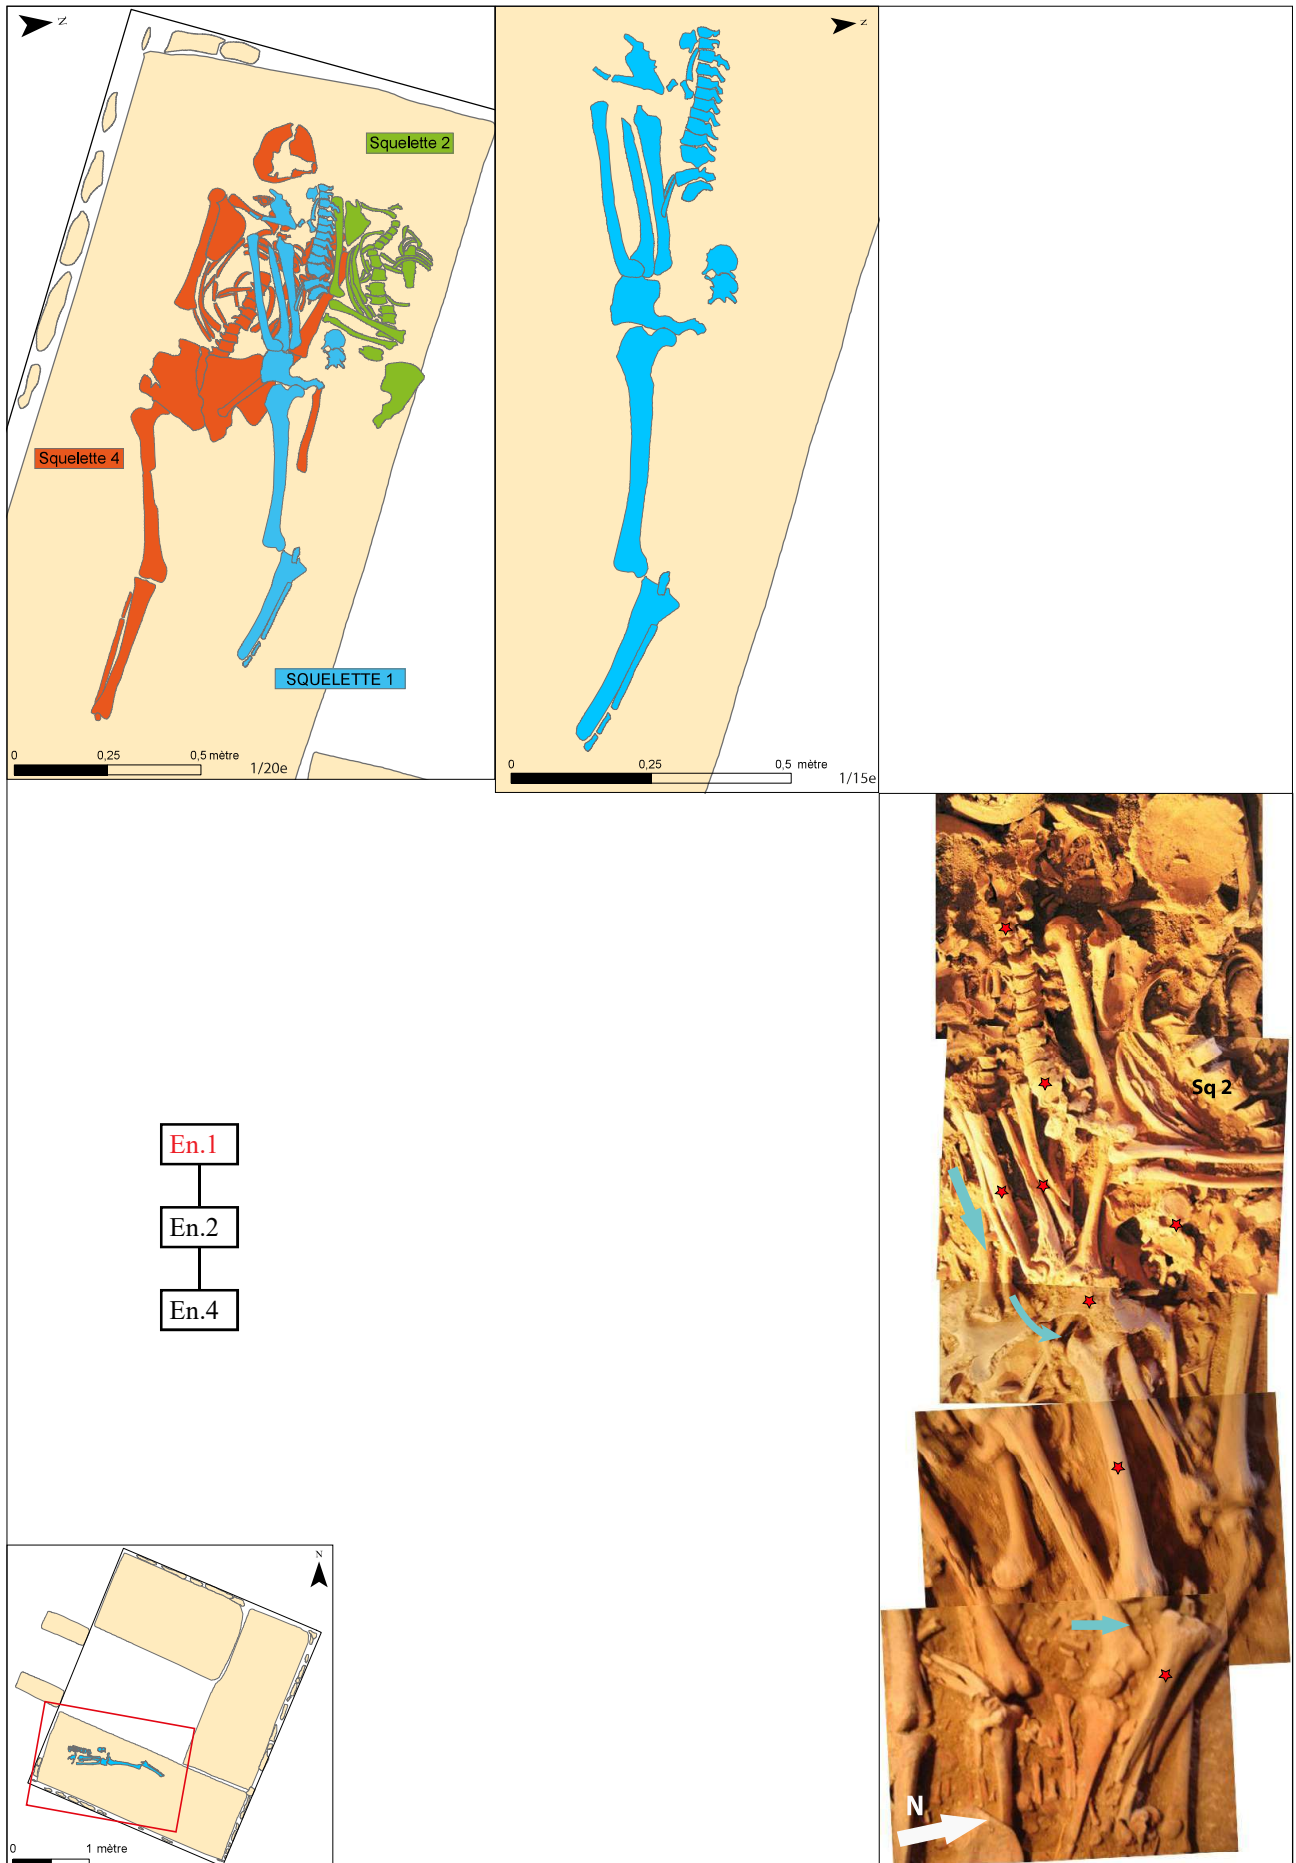 N
Squelette 2
Squelette 4
SQUELETTE 1
0 0,25 0,5 mètre
1/20e
N
0 0,25 0,5 mètre
1/15e
En.1
En.2
En.4
Sq 2
N
N
0 1 mètre